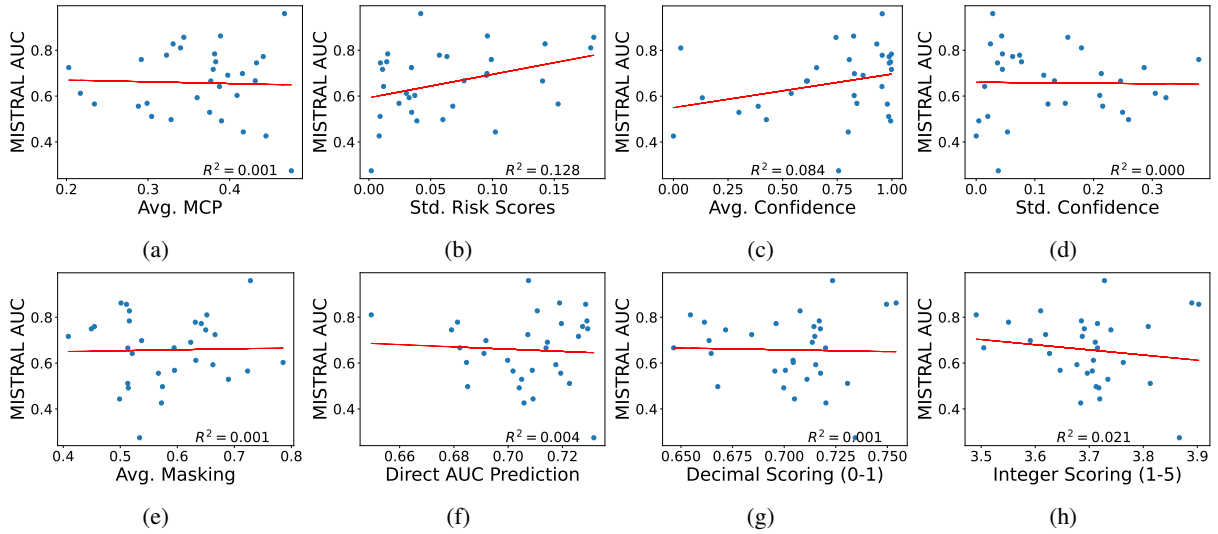 MISTRAL AUC
0.8
0.6
0.4
R² = 0.001
0.2 0.3 0.4
Avg. MCP
(a)
MISTRAL AUC
0.8
0.6
0.4
R² = 0.128
0.00 0.05 0.10 0.15
Std. Risk Scores
(b)
MISTRAL AUC
0.8
0.6
0.4
R² = 0.084
0.00 0.25 0.50 0.75 1.00
Avg. Confidence
(c)
MISTRAL AUC
0.8
0.6
0.4
R² = 0.000
0.0 0.1 0.2 0.3
Std. Confidence
(d)
MISTRAL AUC
0.8
0.6
0.4
R² = 0.001
0.4 0.5 0.6 0.7 0.8
Avg. Masking
(e)
MISTRAL AUC
0.8
0.6
0.4
R² = 0.004
0.66 0.68 0.70 0.72
Direct AUC Prediction
(f)
MISTRAL AUC
0.8
0.6
0.4
R² = 0.001
0.650 0.675 0.700 0.725 0.750
Decimal Scoring (0-1)
(g)
MISTRAL AUC
0.8
0.6
0.4
R² = 0.021
3.5 3.6 3.7 3.8 3.9
Integer Scoring (1-5)
(h)